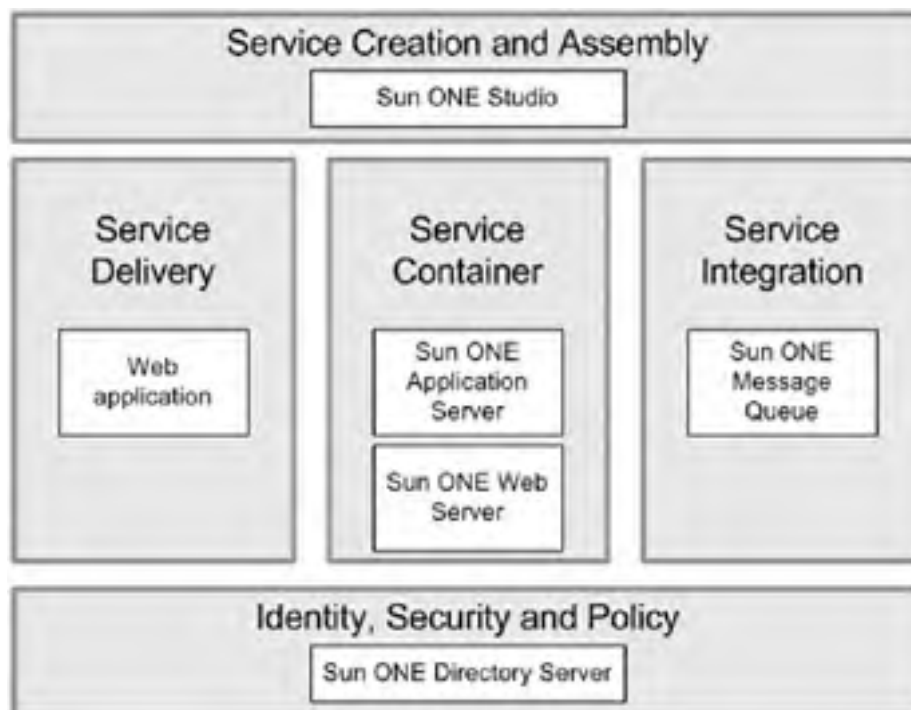 Service Creation and Assembly
Sun ONE Studio
Service
Delivery
Web
application
Service
Container
Sun ONE
Application
Server
Sun ONE Web
Server
Service
Integration
Sun ONE
Message
Queue
Identity, Security and Policy
Sun ONE Directory Server